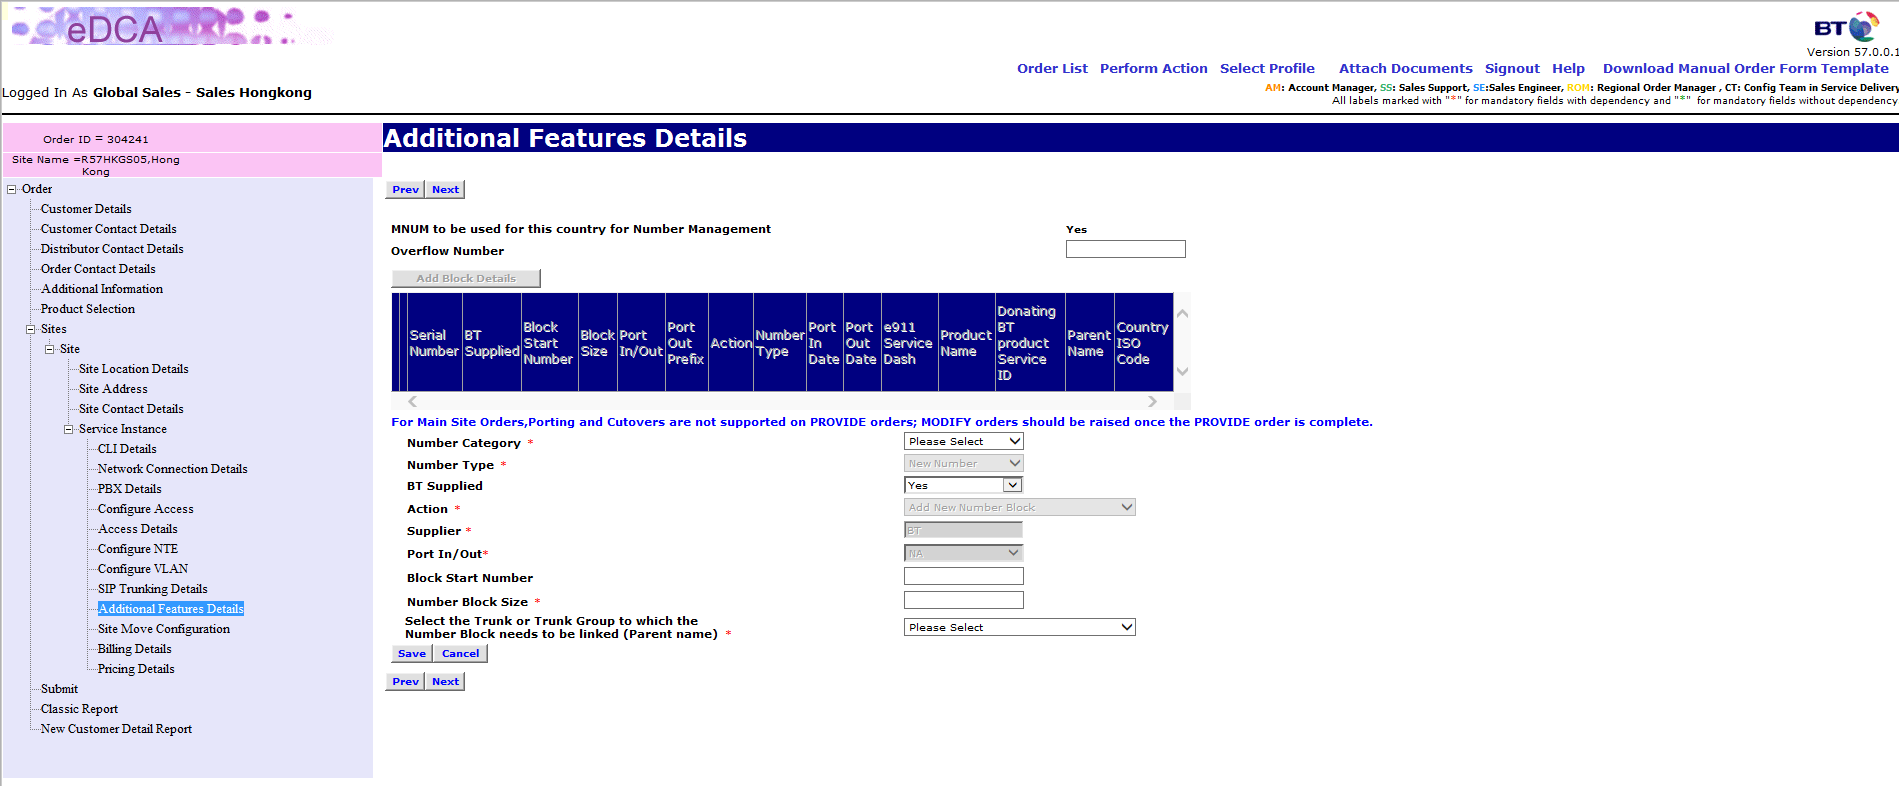 eDCA
BT
Version 57.0.0.1
Order List Perform Action Select Profile Attach Documents Signout Help Download Manual Order Form Template
Logged In As Global Sales - Sales Hongkong
AM: Account Manager, SS: Sales Support, SE:Sales Engineer, ROM: Regional Order Manager , CT: Config Team in Service Delivery
All labels marked with "*" for mandatory fields with dependency and "*" for mandatory fields without dependency
Order ID = 304241
Site Name =R57HKGS05,Hong
Kong
Order
Customer Details
Customer Contact Details
Distributor Contact Details
Order Contact Details
Additional Information
Product Selection
Sites
Site
Site Location Details
Site Address
Site Contact Details
Service Instance
CLI Details
Network Connection Details
PBX Details
Configure Access
Access Details
Configure NTE
Configure VLAN
SIP Trunking Details
Additional Features Details
Site Move Configuration
Billing Details
Pricing Details
Submit
Classic Report
New Customer Detail Report
Additional Features Details
Prev Next
MNUM to be used for this country for Number Management Yes
Overflow Number
Add Block Details
Serial Number
BT Supplied
Block Start Number
Block Size
Port In/Out
Port Out Prefix
Action
Number Type
Port In Date
Port Out Date
e911 Service Dash
Product Name
Donating BT product Service ID
Parent Name
Country ISO Code
For Main Site Orders,Porting and Cutovers are not supported on PROVIDE orders; MODIFY orders should be raised once the PROVIDE order is complete.
Number Category * Please Select
Number Type * New Number
BT Supplied Yes
Action * Add New Number Block
Supplier * BT
Port In/Out* NA
Block Start Number
Number Block Size *
Select the Trunk or Trunk Group to which the
Number Block needs to be linked (Parent name) * Please Select
Save Cancel
Prev Next